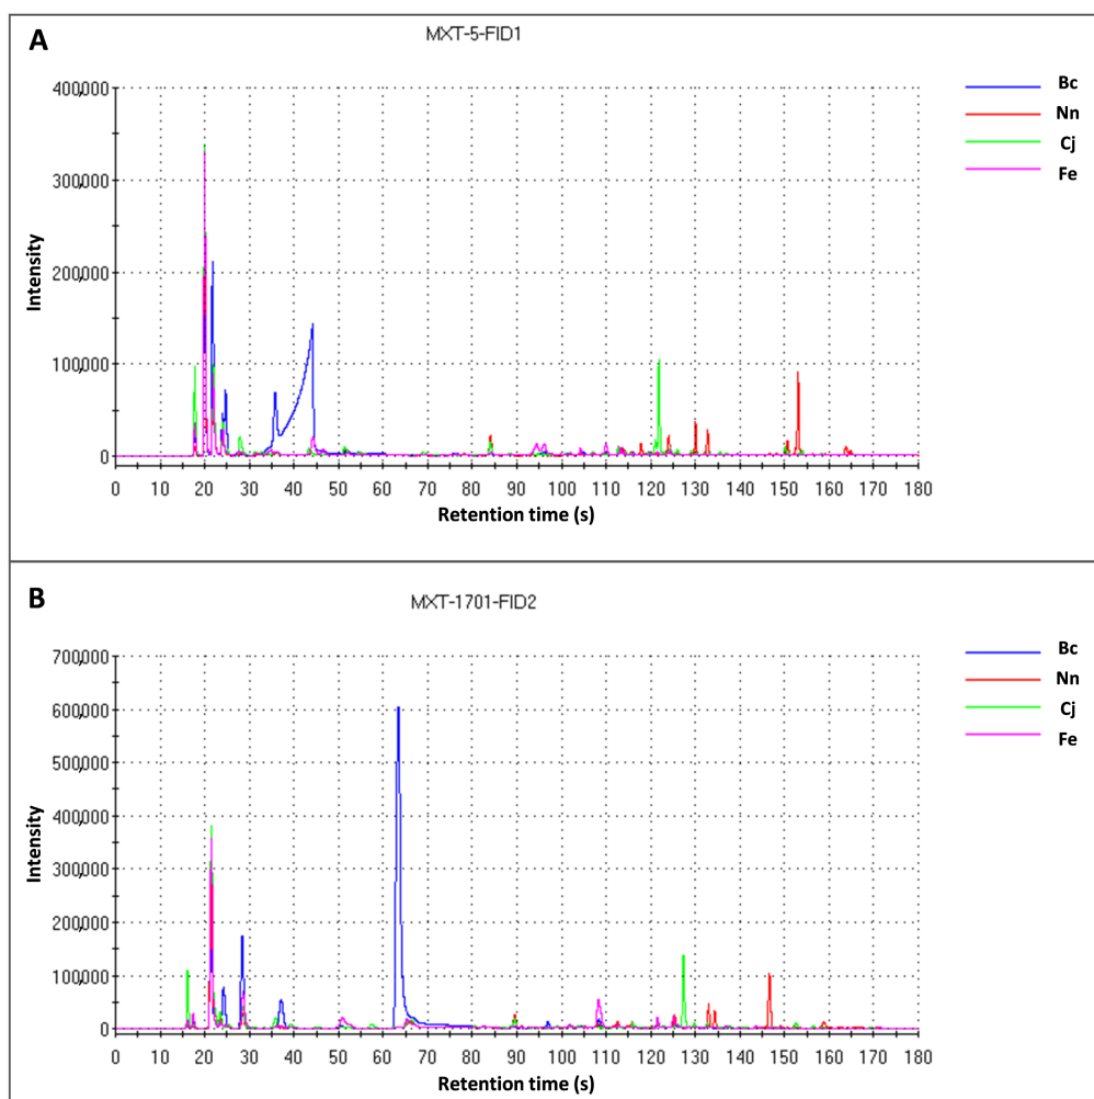 A
MXT-5-FID1
400,000
300,000
200,000
100,000
0
Intensity
0 10 20 30 40 50 60 70 80 90 100 110 120 130 140 150 160 170 180
Retention time (s)
Bc
Nn
Cj
Fe
B
MXT-1701-FID2
700,000
600,000
500,000
400,000
300,000
200,000
100,000
0
Intensity
0 10 20 30 40 50 60 70 80 90 100 110 120 130 140 150 160 170 180
Retention time (s)
Bc
Nn
Cj
Fe